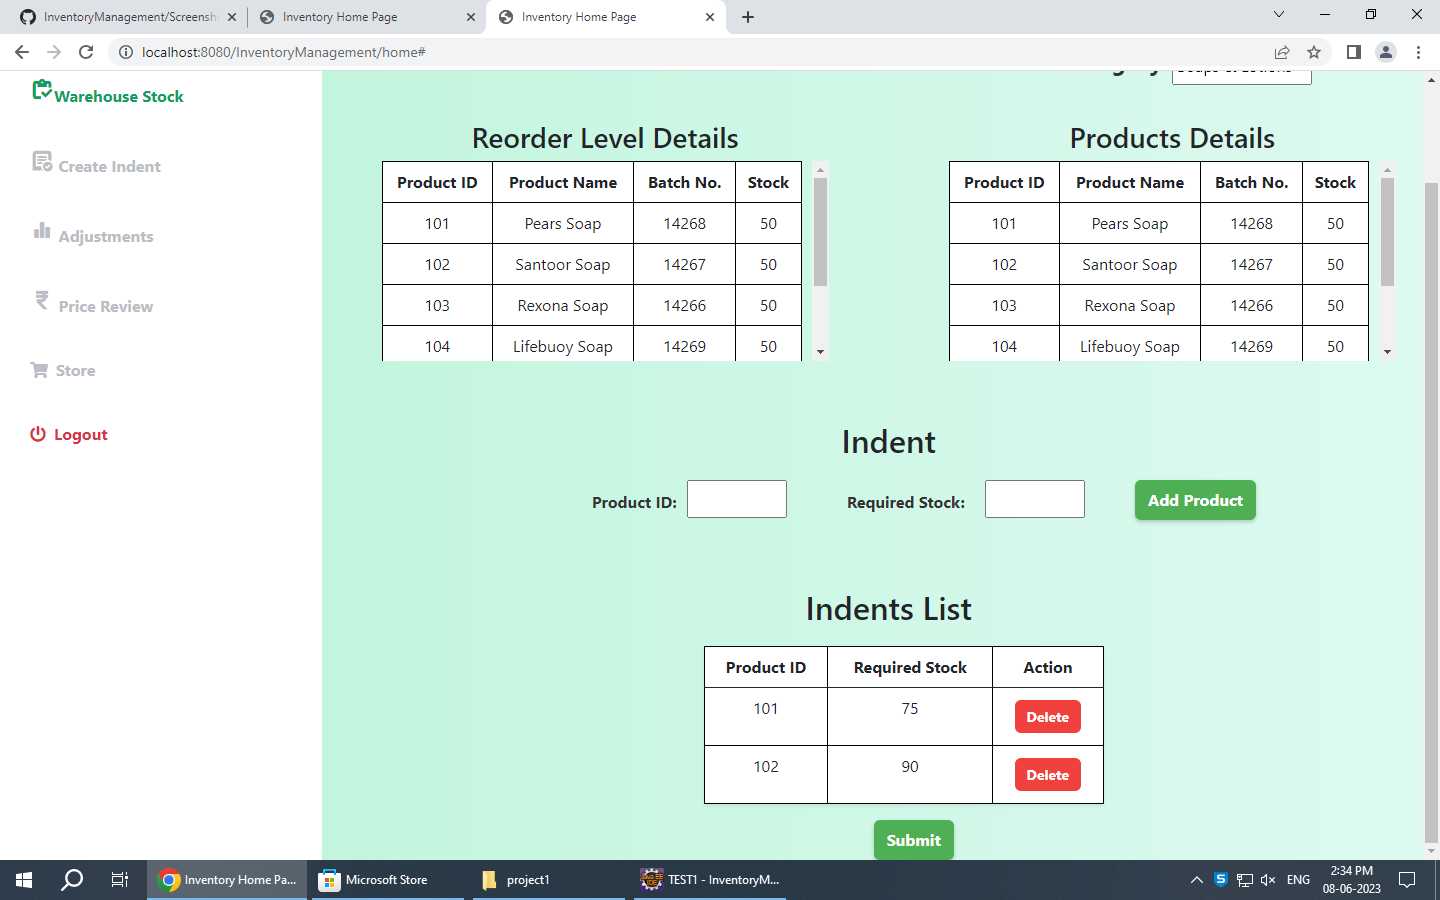 InventoryManagement/Screensh
Inventory Home Page
Inventory Home Page
localhost:8080/InventoryManagement/home#
Warehouse Stock
Create Indent
Adjustments
Price Review
Store
Logout
Reorder Level Details
Product ID Product Name Batch No. Stock
101 Pears Soap 14268 50
102 Santoor Soap 14267 50
103 Rexona Soap 14266 50
104 Lifebuoy Soap 14269 50
Products Details
Product ID Product Name Batch No. Stock
101 Pears Soap 14268 50
102 Santoor Soap 14267 50
103 Rexona Soap 14266 50
104 Lifebuoy Soap 14269 50
Indent
Product ID: Required Stock: Add Product
Indents List
Product ID Required Stock Action
101 75 Delete
102 90 Delete
Submit
Inventory Home Pa...
Microsoft Store
project1
TEST1 - InventoryM...
ENG
2:34 PM
08-06-2023